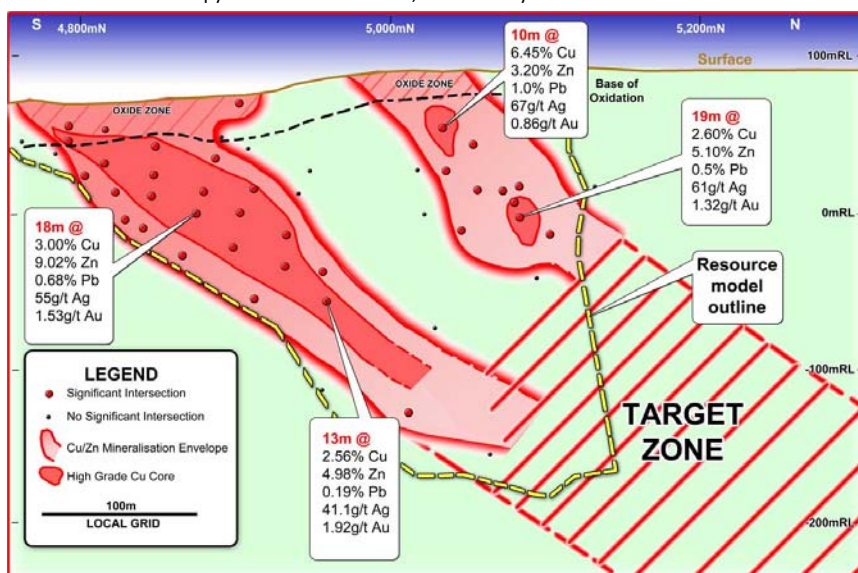 S
4,800mN
5,000mN
5,200mN
N
100mRL
Surface
OXIDE ZONE
OXIDE ZONE
Base of
Oxidation
10m @
6.45% Cu
3.20% Zn
1.0% Pb
67g/t Ag
0.86g/t Au
19m @
2.60% Cu
5.10% Zn
0.5% Pb
61g/t Ag
1.32g/t Au
0mRL
18m @
3.00% Cu
9.02% Zn
0.68% Pb
55g/t Ag
1.53g/t Au
Resource
model
outline
-100mRL
LEGEND
Significant Intersection
No Significant Intersection
Cu/Zn Mineralisation Envelope
High Grade Cu Core
100m
LOCAL GRID
13m @
2.56% Cu
4.98% Zn
0.19% Pb
41.1g/t Ag
1.92g/t Au
TARGET
ZONE
-200mRL